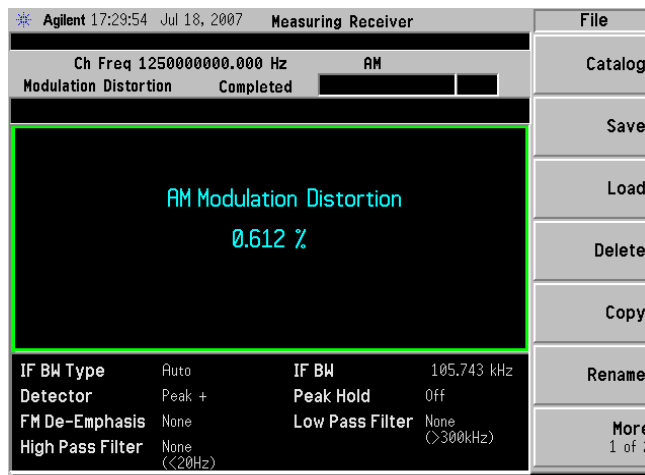 Agilent 17:29:54 Jul 18, 2007 Measuring Receiver File
Ch Freq 1250000000.000 Hz AM
Modulation Distortion Completed
AM Modulation Distortion
0.612 %
IF BW Type Auto IF BW 105.743 kHz
Detector Peak + Peak Hold Off
FM De-Emphasis None Low Pass Filter None
(>300kHz)
High Pass Filter None
(<20Hz)
Catalog
Save
Load
Delete
Copy
Rename
More
1 of